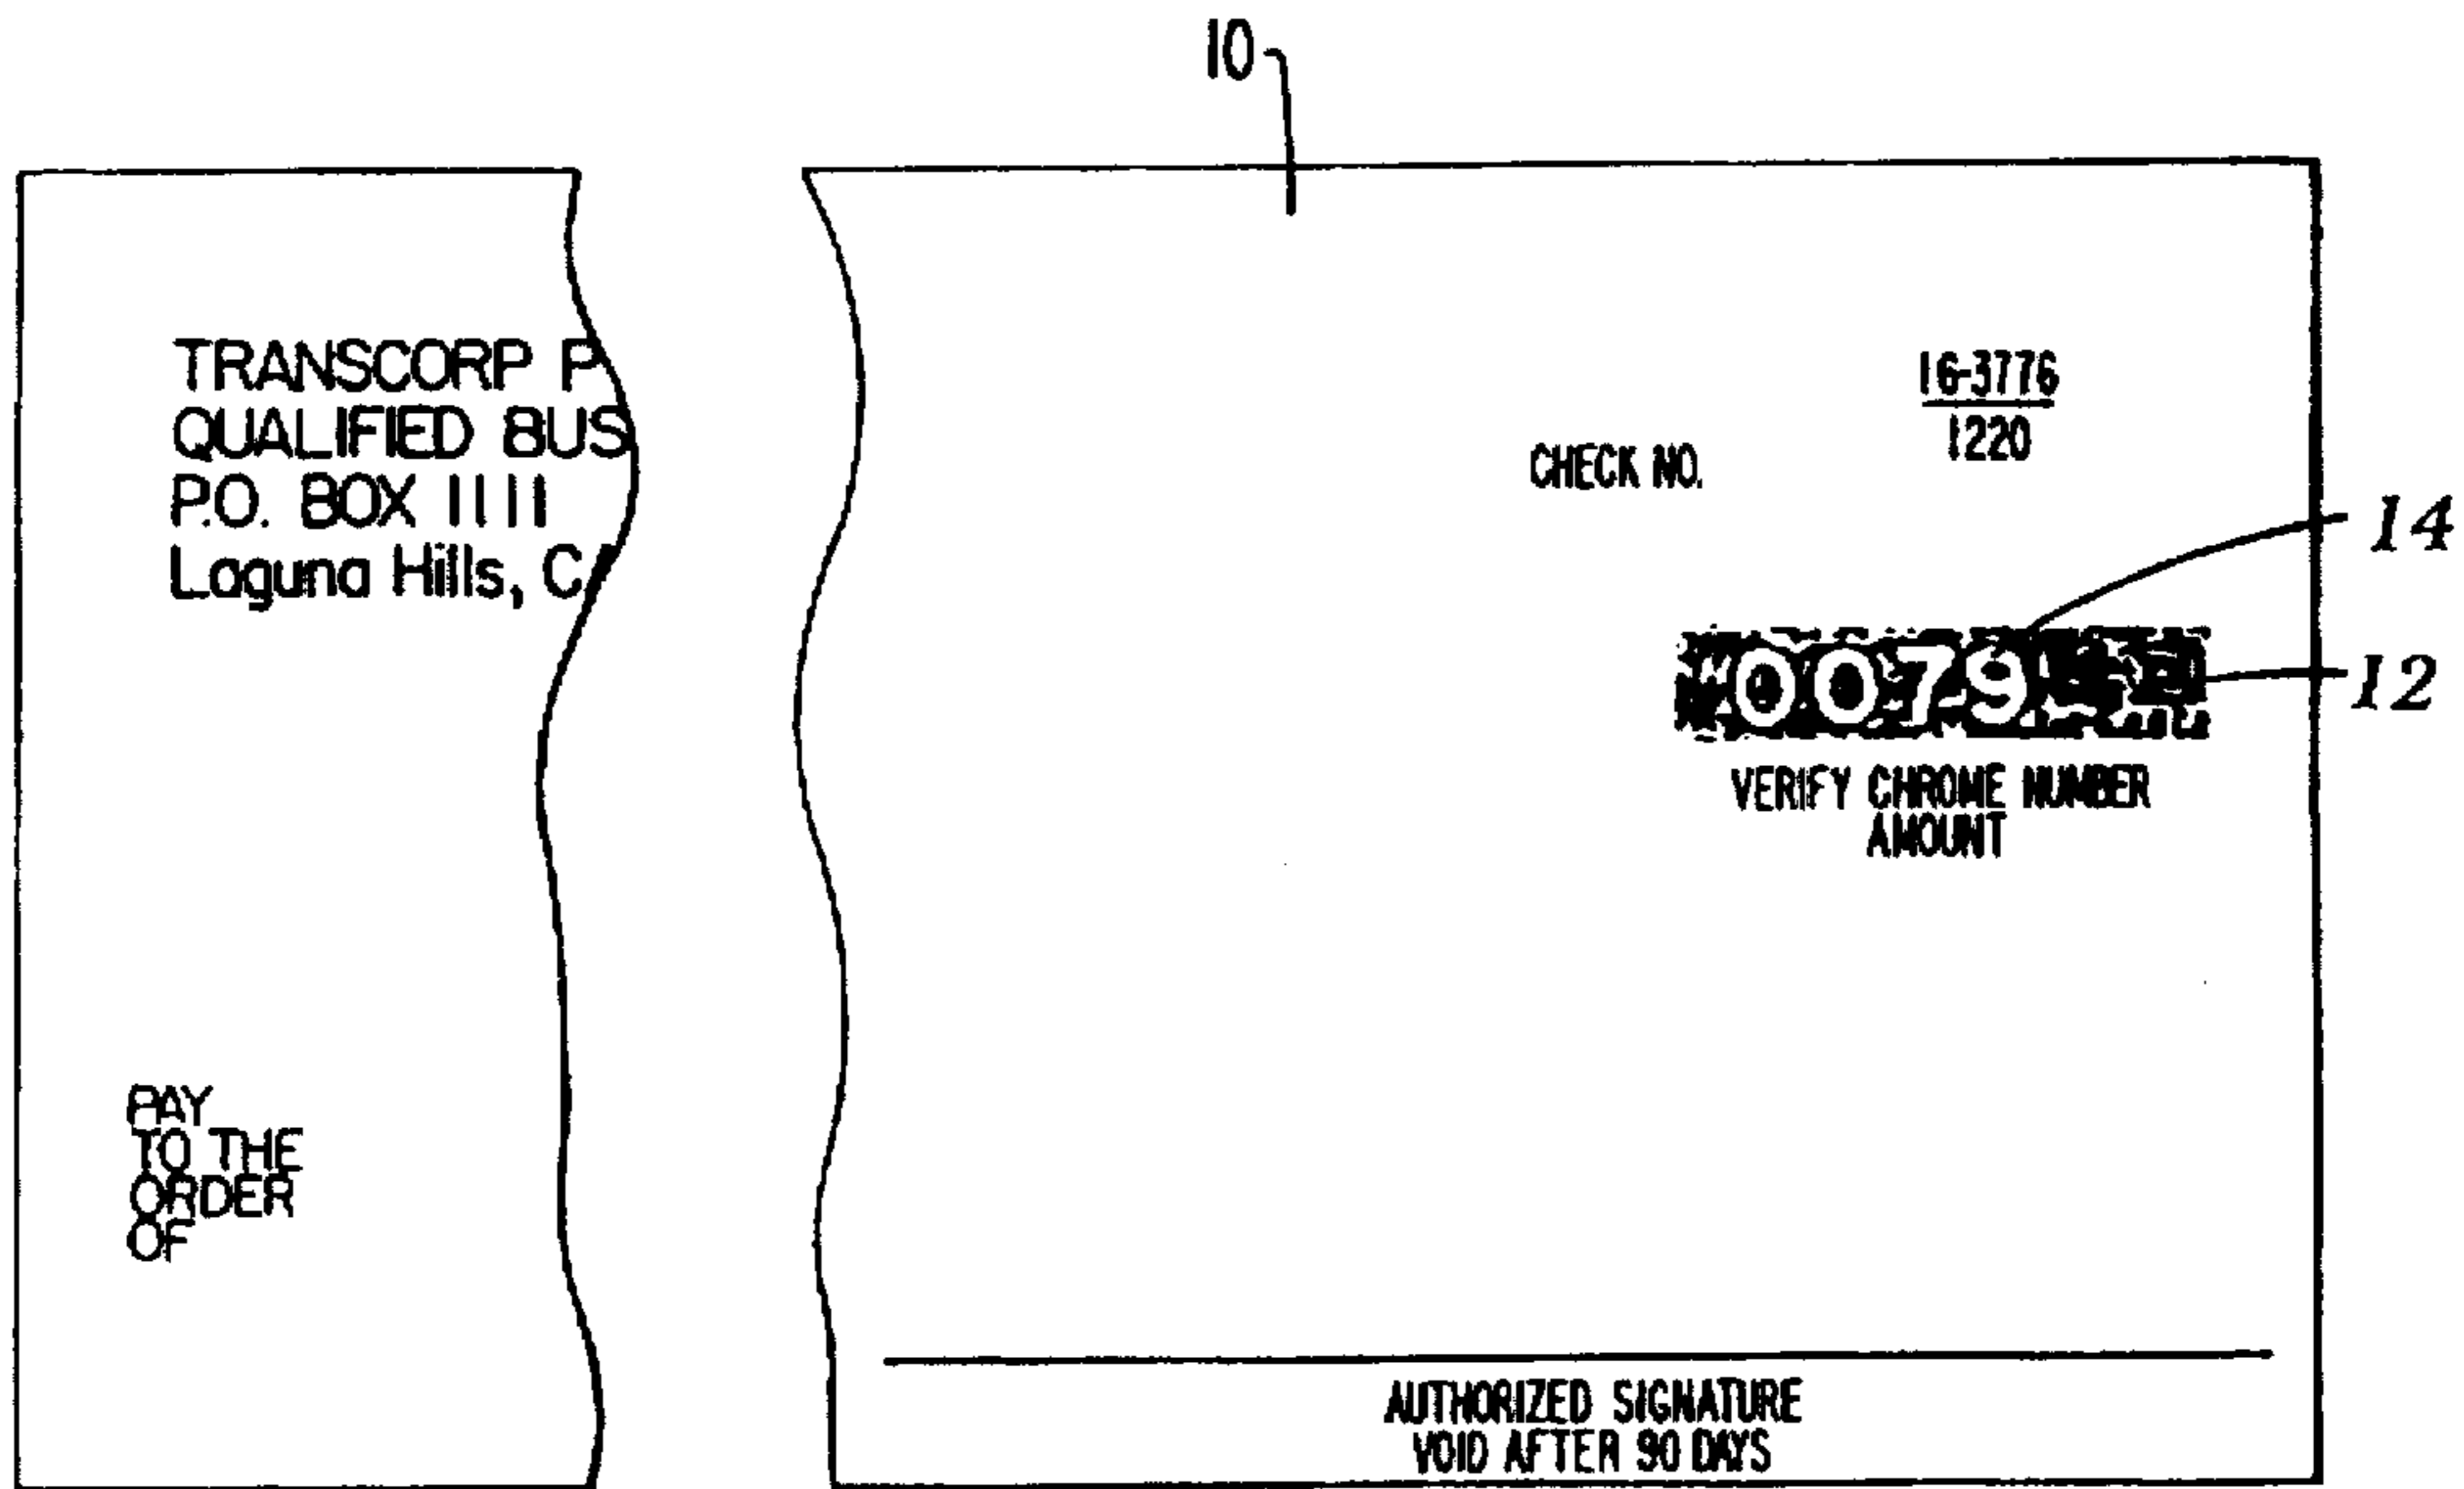 10
TRANSCORP P
QUALIFIED BUS
P.O. BOX 1111
Laguna Hills, C
16-3776
1220
CHECK NO.
14
0079
12
VERIFY CHROME NUMBER
AMOUNT
PAY
TO THE
ORDER
OF
AUTHORIZED SIGNATURE
VOID AFTER 90 DAYS